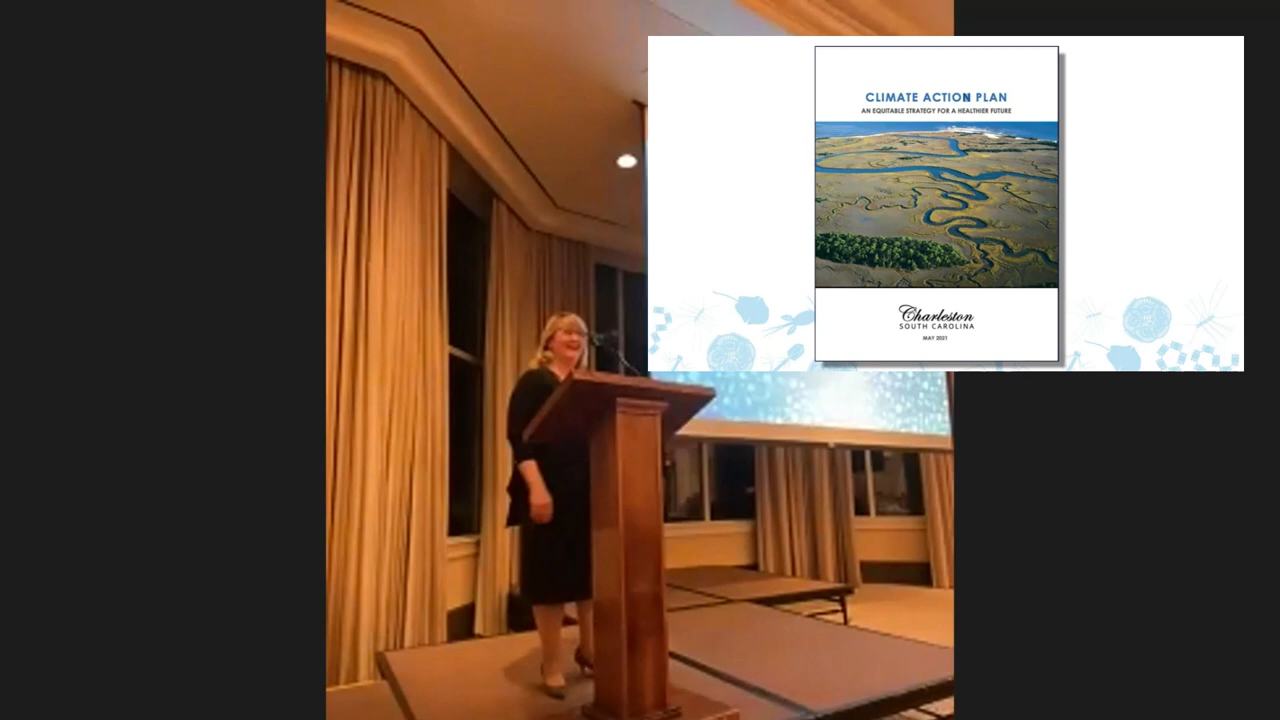 CLIMATE ACTION PLAN
AN EQUITABLE STRATEGY FOR A HEALTHIER FUTURE
Charleston
SOUTH CAROLINA
MAY 2021